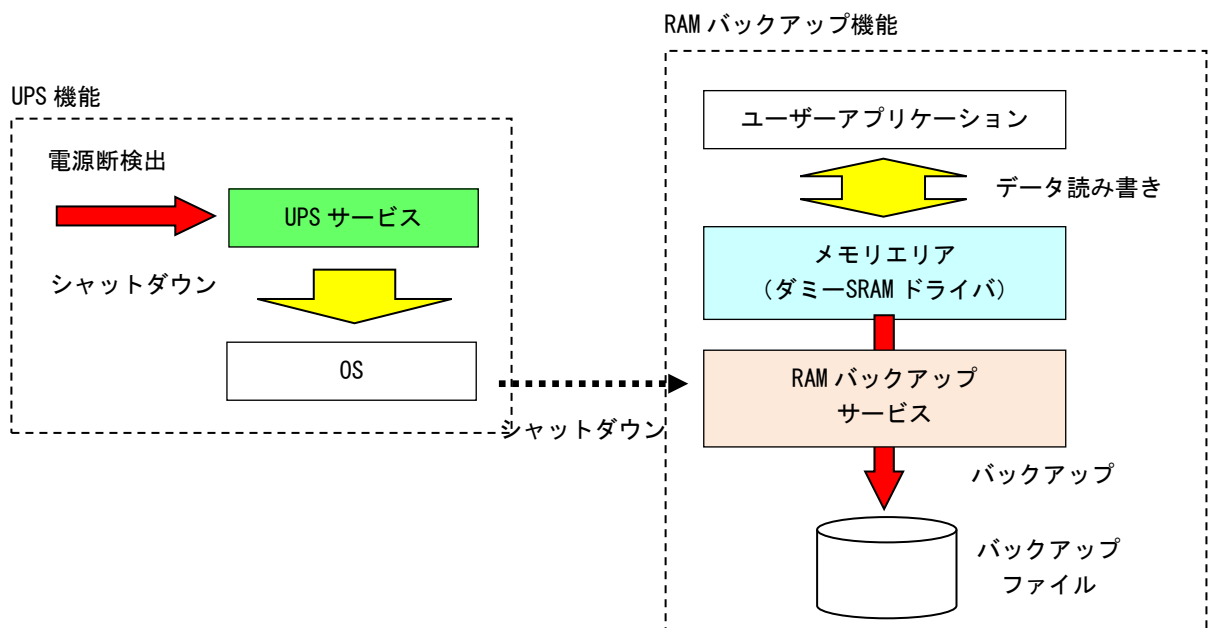 RAM バックアップ機能
UPS 機能
電源断検出
UPS サービス
シャットダウン
OS
シャットダウン
ユーザーアプリケーション
データ読み書き
メモリエリア
（ダミーSRAM ドライバ）
RAM バックアップ
サービス
バックアップ
バックアップ
ファイル